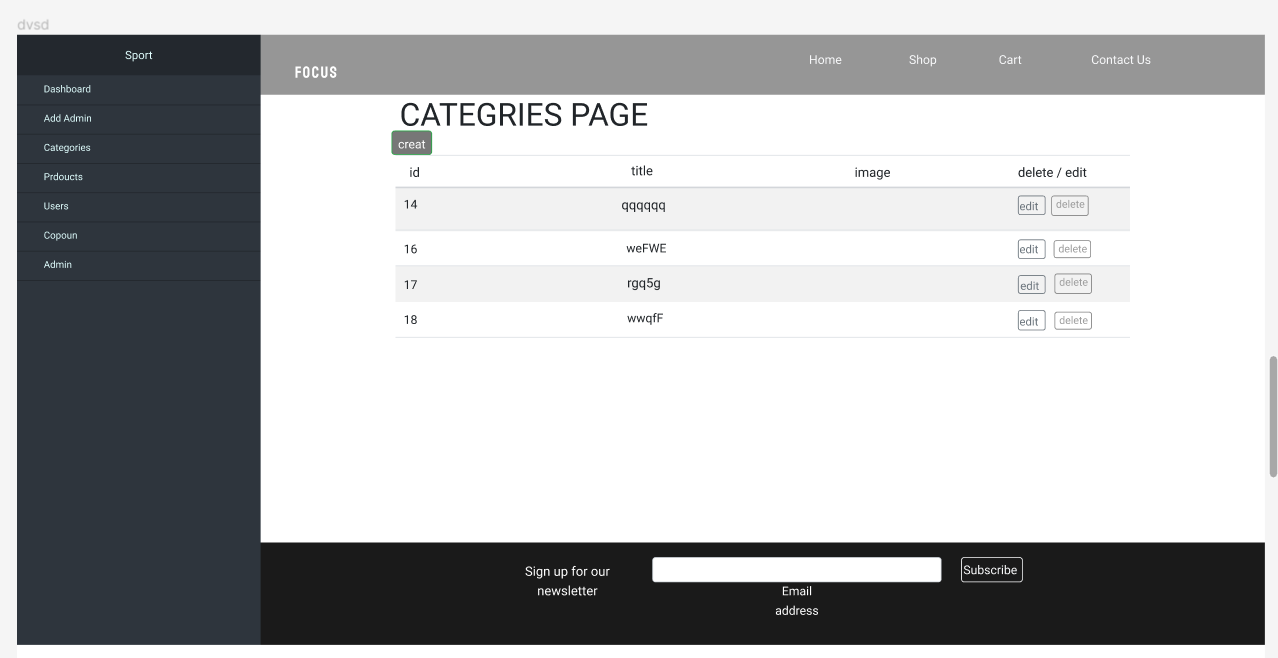 dvsd
Sport
Dashboard
Add Admin
Categories
Prdoucts
Users
Copoun
Admin
FOCUS
Home Shop Cart Contact Us
CATEGRIES PAGE
creat
id title image delete / edit
14 qqqqqq edit delete
16 weFWE edit delete
17 rgq5g edit delete
18 wwqfF edit delete
Sign up for our
newsletter
Email
address
Subscribe